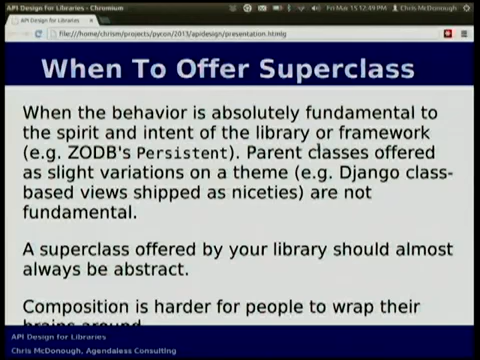 API Design for Libraries - Chromium
Fri Mar 15 12:49 PM
Chris McDonough
API Design for Libraries
file:///home/chrism/projects/pycon/2013/apidesign/presentation.html
When To Offer Superclass
When the behavior is absolutely fundamental to
the spirit and intent of the library or framework
(e.g. ZODB's Persistent). Parent classes offered
as slight variations on a theme (e.g. Django class-
based views shipped as niceties) are not
fundamental.
A superclass offered by your library should almost
always be abstract.
Composition is harder for people to wrap their
brains around
API Design for Libraries
Chris McDonough, Agendaless Consulting